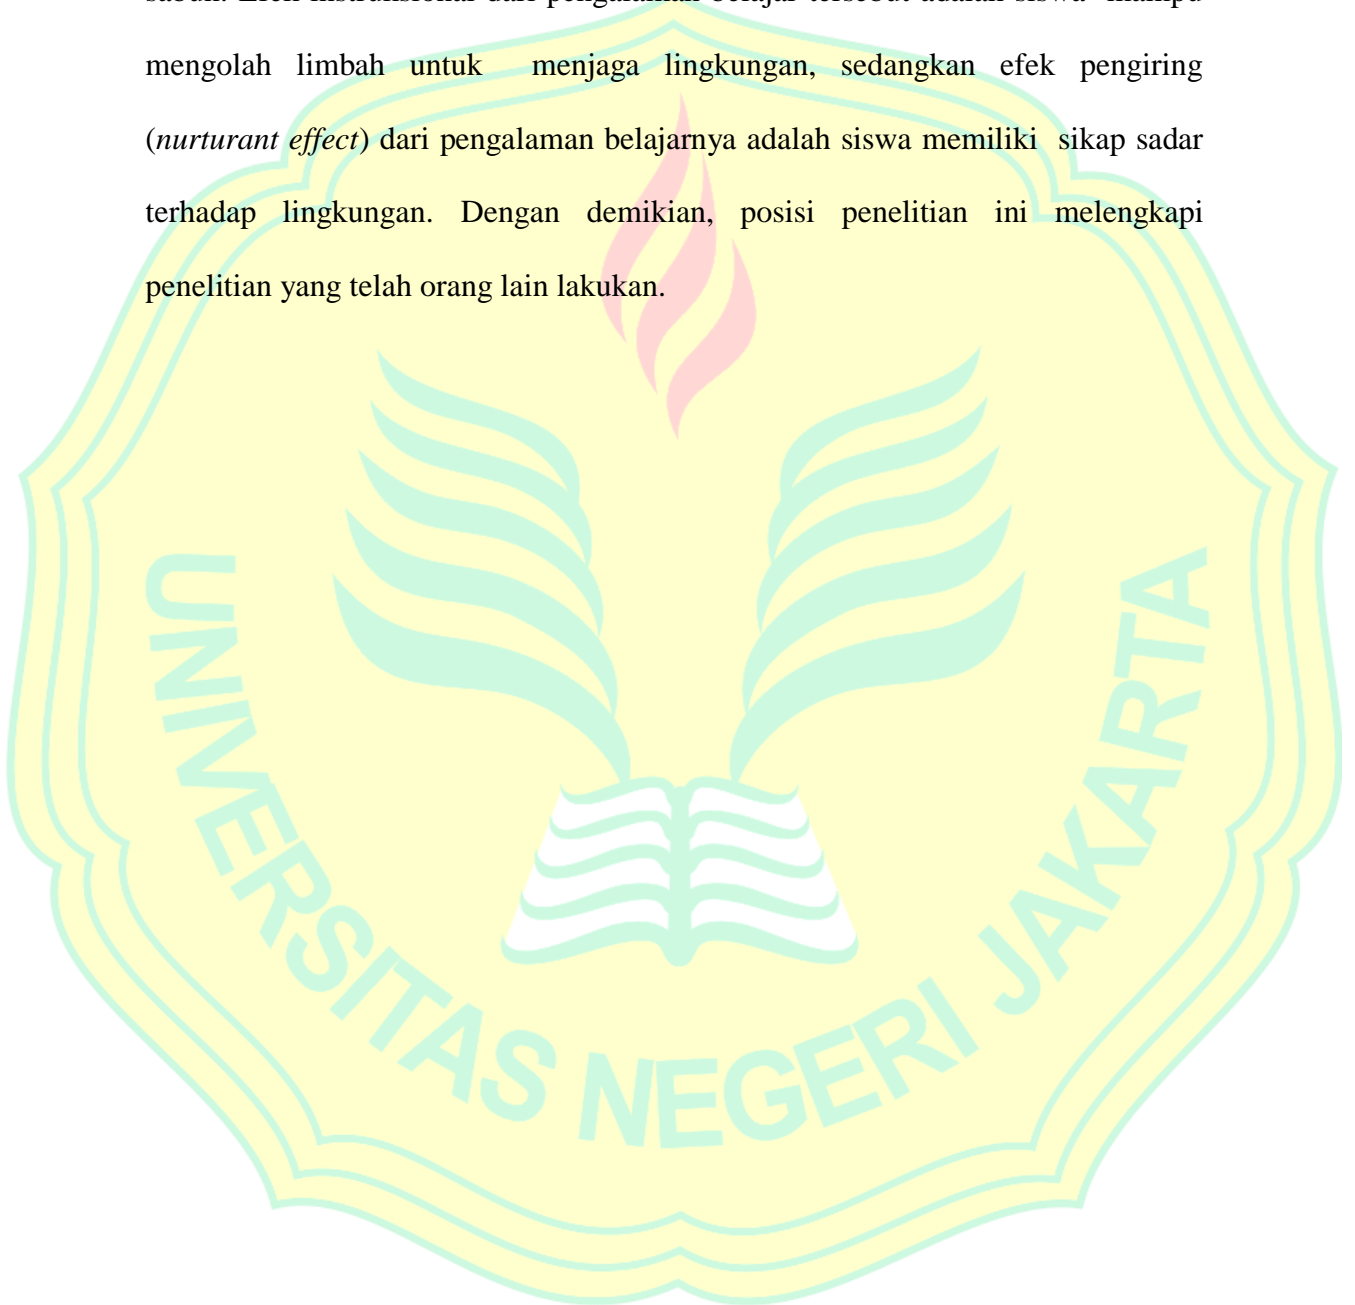 mengolah limbah untuk menjaga lingkungan, sedangkan efek pengiring
(nurturant effect) dari pengalaman belajarnya adalah siswa memiliki sikap sadar
terhadap lingkungan. Dengan demikian, posisi penelitian ini melengkapi
penelitian yang telah orang lain lakukan.
UNIVERSITAS NEGERI JAKARTA